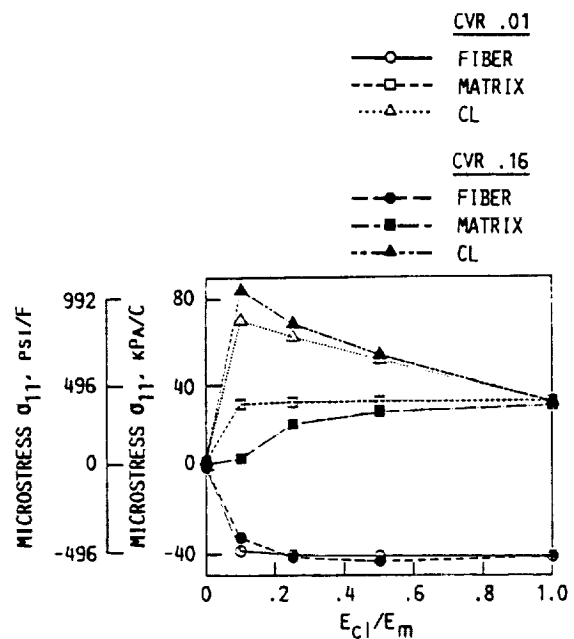 CVR .01
FIBER
MATRIX
CL
CVR .16
FIBER
MATRIX
CL
MICROSTRESS σ11, PSI/F
992
496
0
-496
MICROSTRESS σ11, KPA/C
80
40
0
-40
0 .2 .4 .6 .8 1.0
Ecl/Em